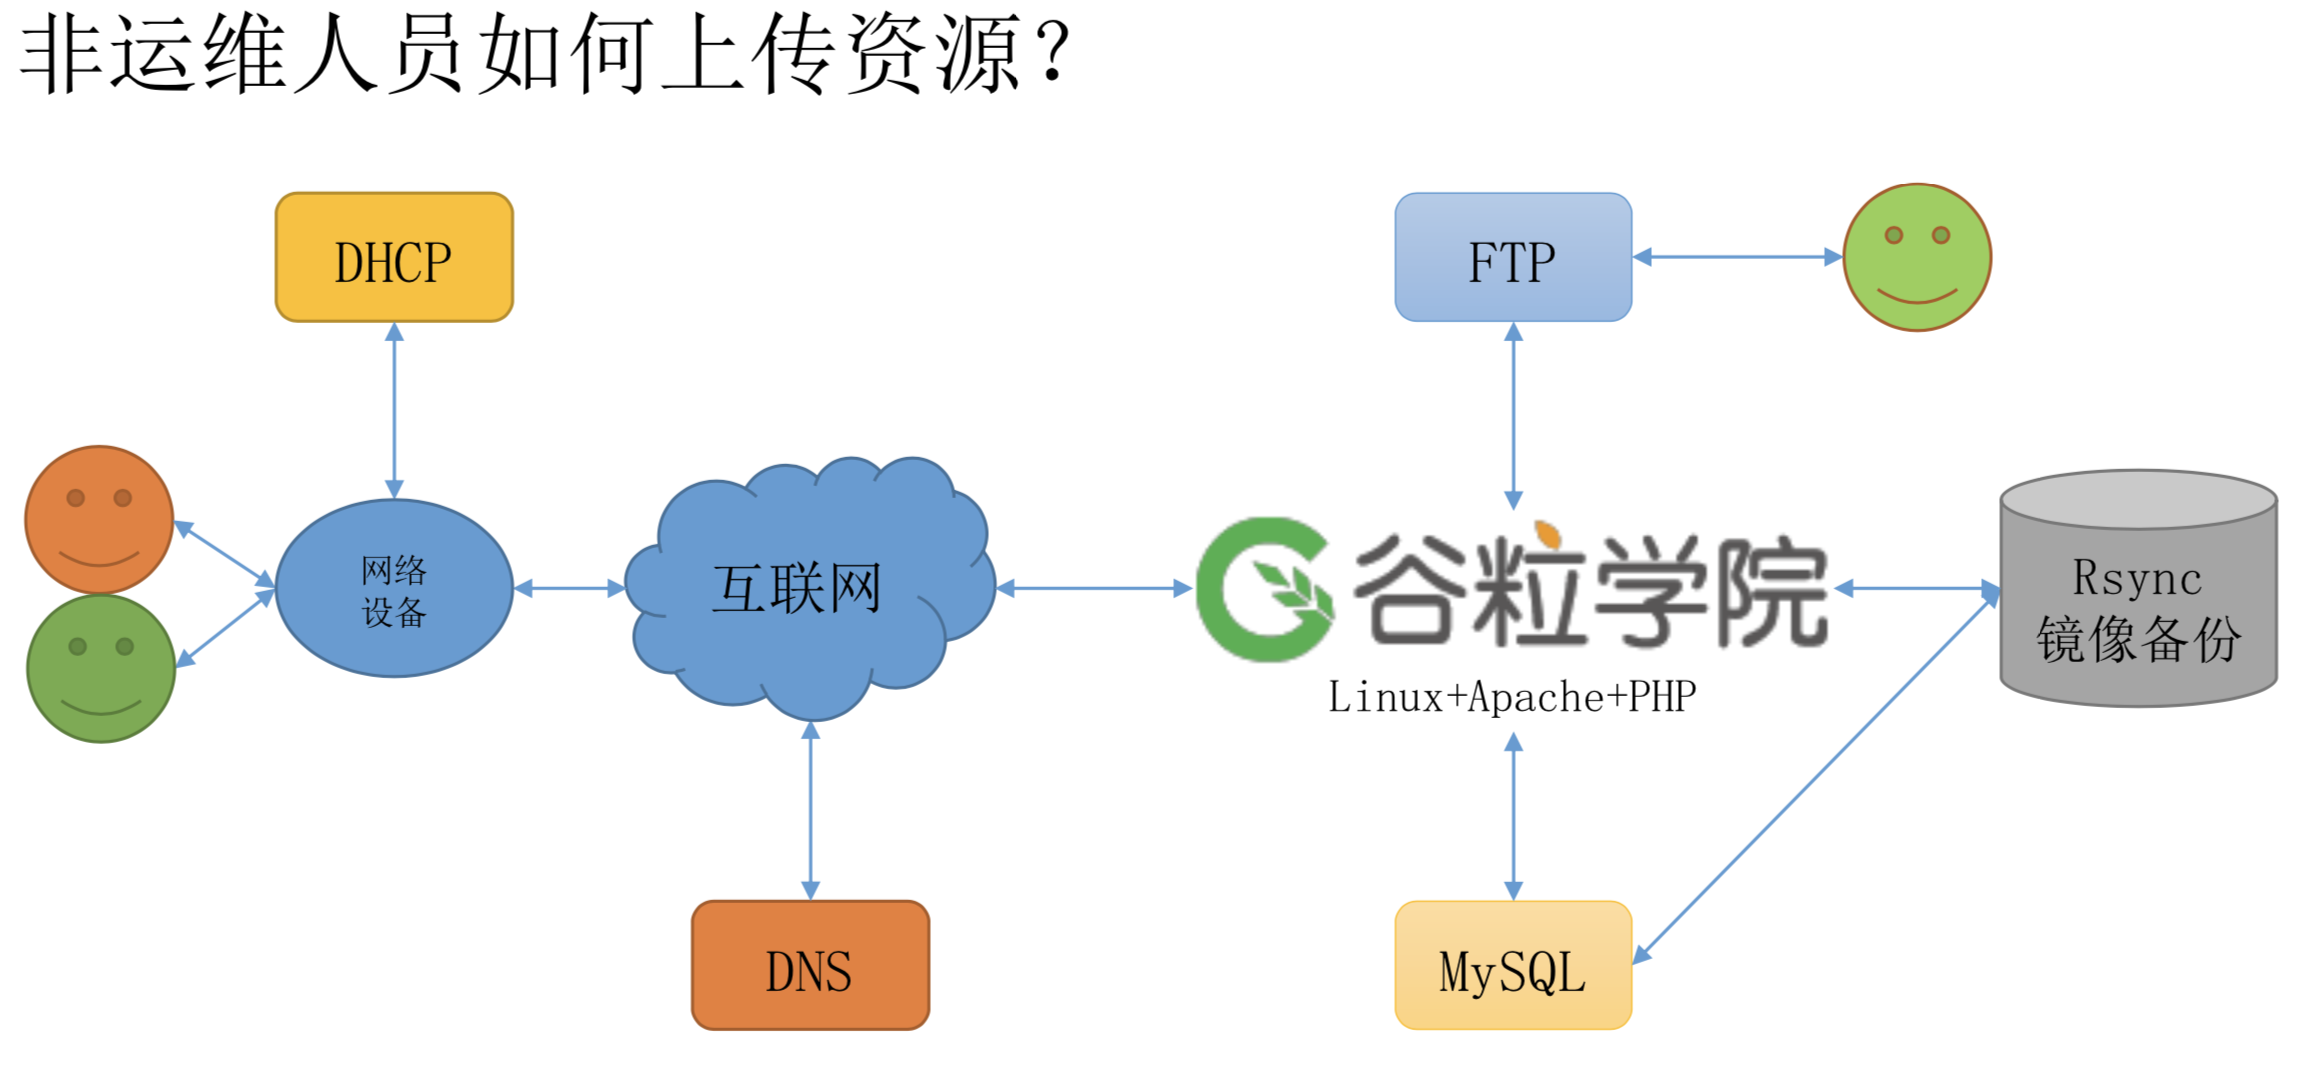 非运维人员如何上传资源?
DHCP
FTP
网络
设备
互联网
谷粒学院
Linux+Apache+PHP
Rsync
镜像备份
DNS
MySQL